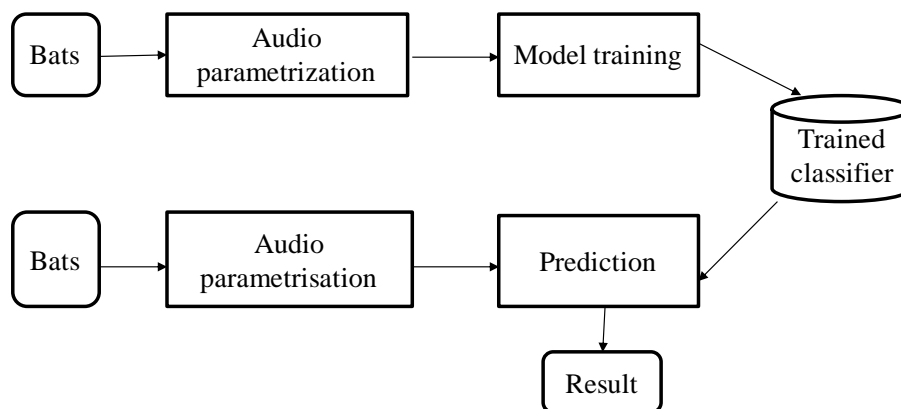 Bats
Audio
parametrization
Model training
Trained
classifier
Bats
Audio
parametrisation
Prediction
Result